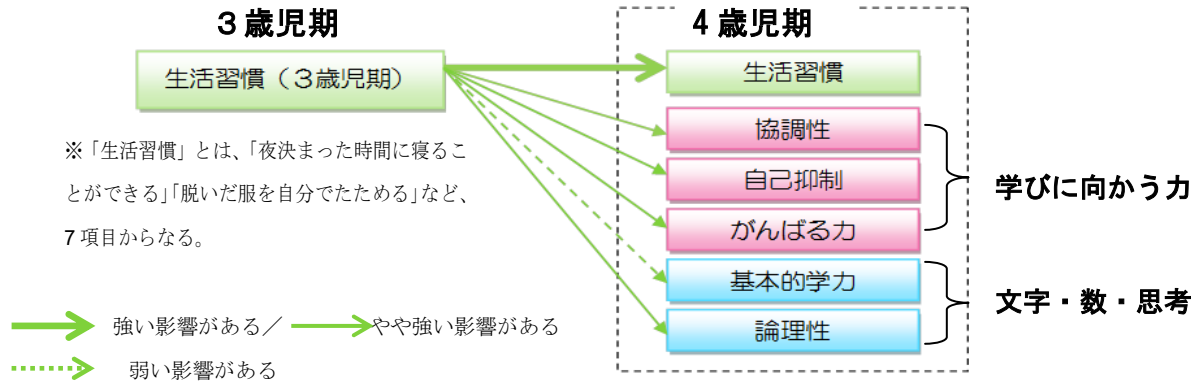 3歳児期
4歳児期
生活習慣(3歳児期)
生活習慣
協調性
自己抑制
がんばる力
基本的学力
論理性
学びに向かう力
文字・数・思考
※「生活習慣」とは、「夜決まった時間に寝るこ
とができる」「脱いだ服を自分でたためる」など、
7項目からなる。
強い影響がある/ やや強い影響がある
弱い影響がある